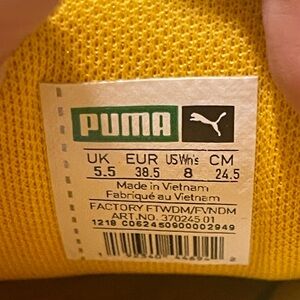 PUMA
UK EUR US Wn's CM
5.5 38.5 8 24.5
Made in Vietnam
Fabriqué au Vietnam
FACTORY FTWDM/FVNDM
ART.NO. 370245 01
1218 C062450900002949